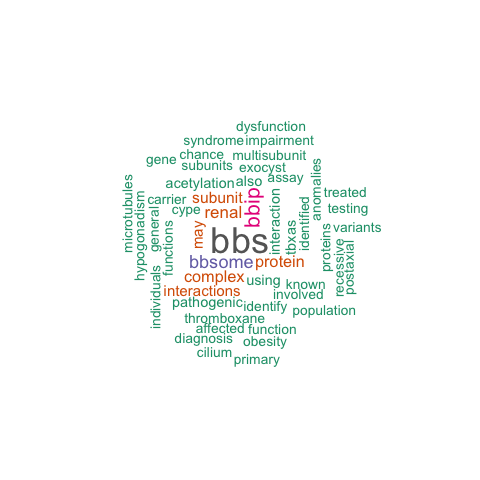 dysfunction
syndrome impairment
gene chance multisubunit
subunits exocyst
acetylation also assay
carrier subunit. bbip treated
cype renal testing
microtubules hypogonadism general functions may bbs interaction .tbxas identified anomalies variants
bbsome protein proteins recessive postaxial
individuals complex using known
interactions involved
pathogenic identify population
thromboxane
affected function
diagnosis obesity
cilium
primary